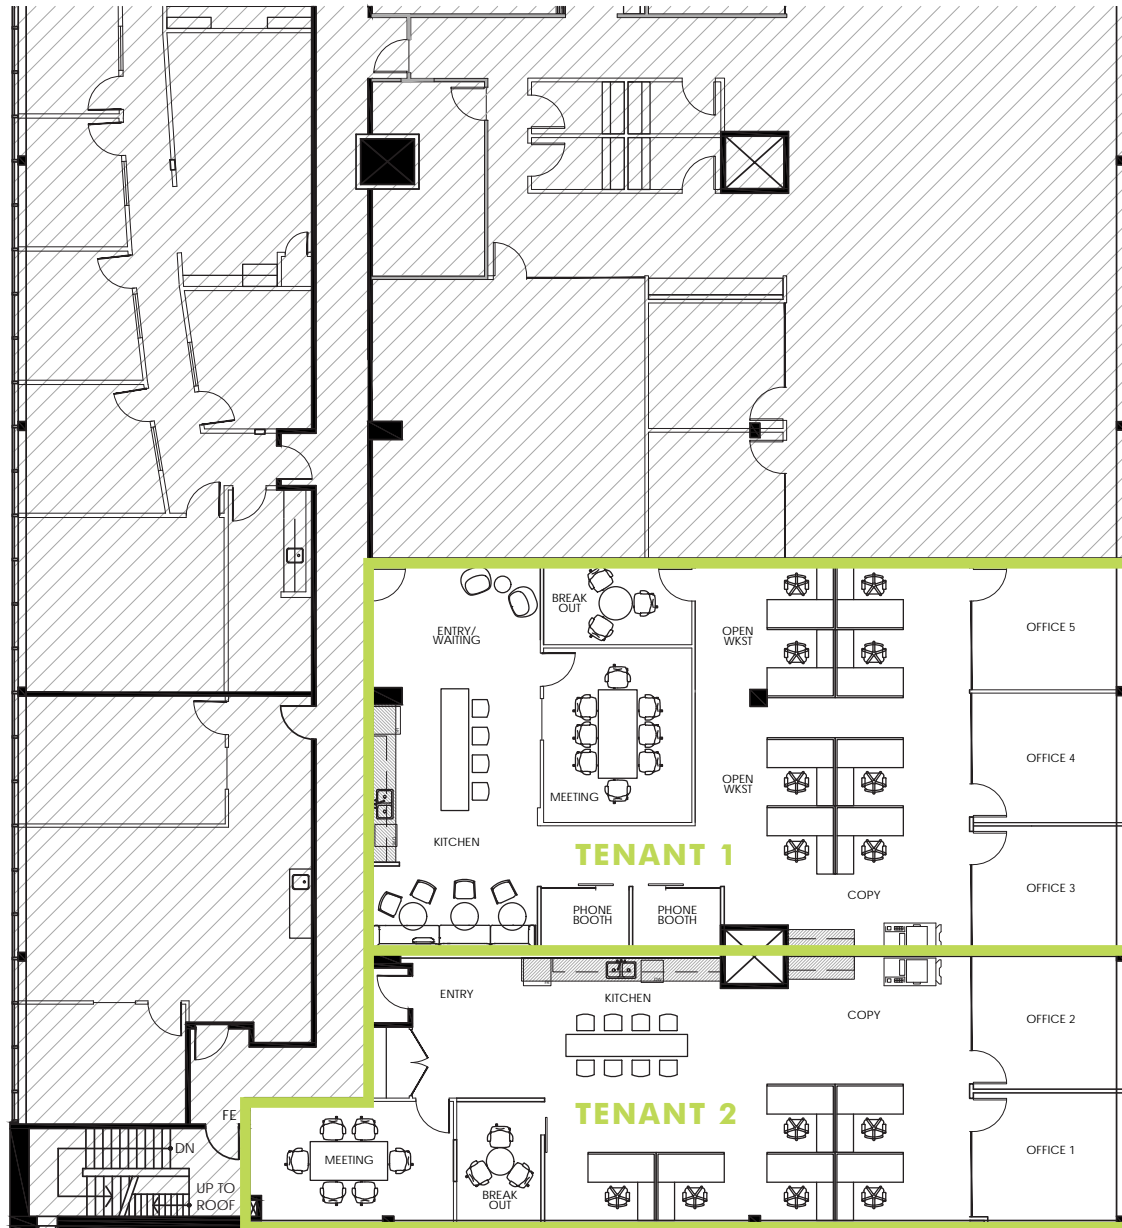 BREAK
OUT
ENTRY/
WAITING
OPEN
WKST
OFFICE 5
OFFICE 4
OPEN
WKST
MEETING
KITCHEN
TENANT 1
OFFICE 3
COPY
PHONE
BOOTH
PHONE
BOOTH
ENTRY
KITCHEN
COPY
OFFICE 2
FE
TENANT 2
DN
MEETING
OFFICE 1
UP TO
ROOF
BREAK
OUT